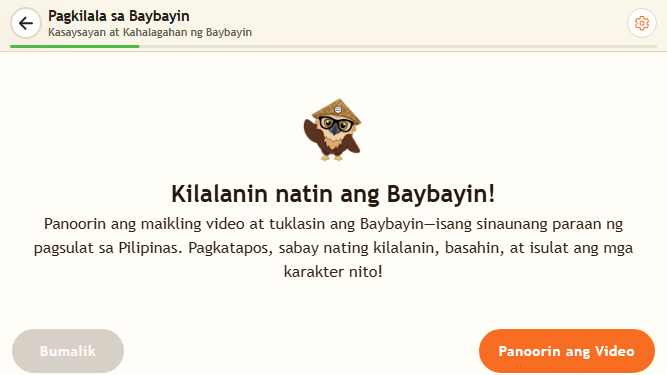 Pagkilala sa Baybayin
Kasaysayan at Kahalagahan ng Baybayin
Kilalanin natin ang Baybayin!
Panoorin ang maikling video at tuklasin ang Baybayin—isang sinaunang paraan ng
pagsulat sa Pilipinas. Pagkatapos, sabay nating kilalanin, basahin, at isulat ang mga
karakter nito!
Bumalik
Panoorin ang Video